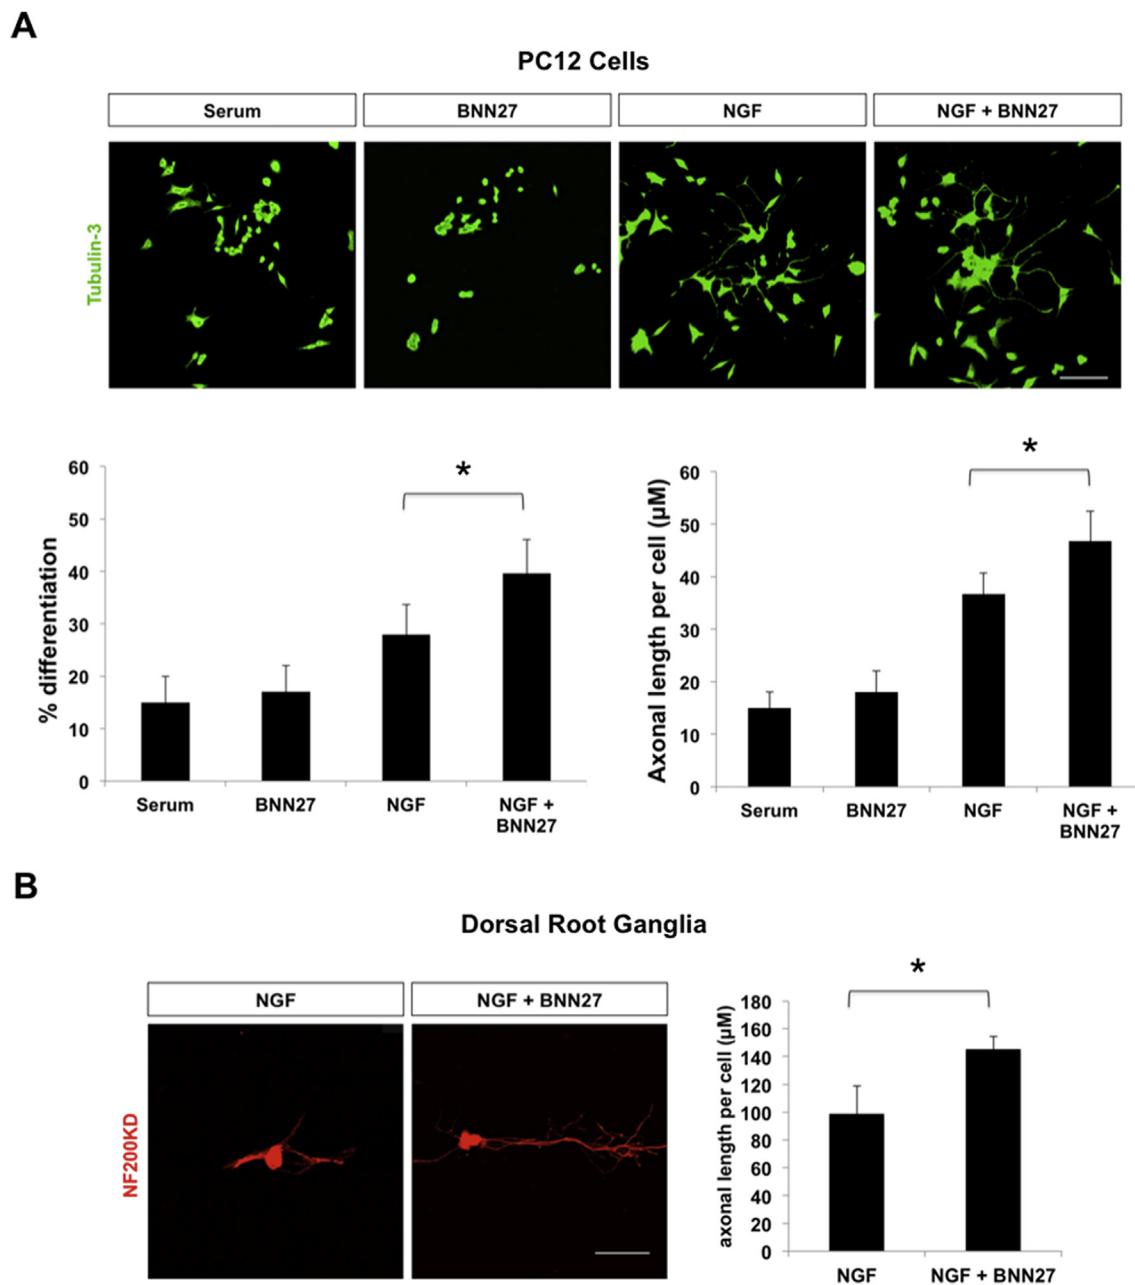 A
PC12 Cells
Serum
BNN27
NGF
NGF + BNN27
Tubulin-3
*
60
50
40
30
20
10
0
% differentiation
Serum
BNN27
NGF
NGF +
BNN27
*
60
50
40
30
20
10
0
Axonal length per cell (µM)
Serum
BNN27
NGF
NGF +
BNN27
B
Dorsal Root Ganglia
NGF
NGF + BNN27
NF200KD
*
180
160
140
120
100
80
60
40
20
0
axonal length per cell (µM)
NGF
NGF + BNN27